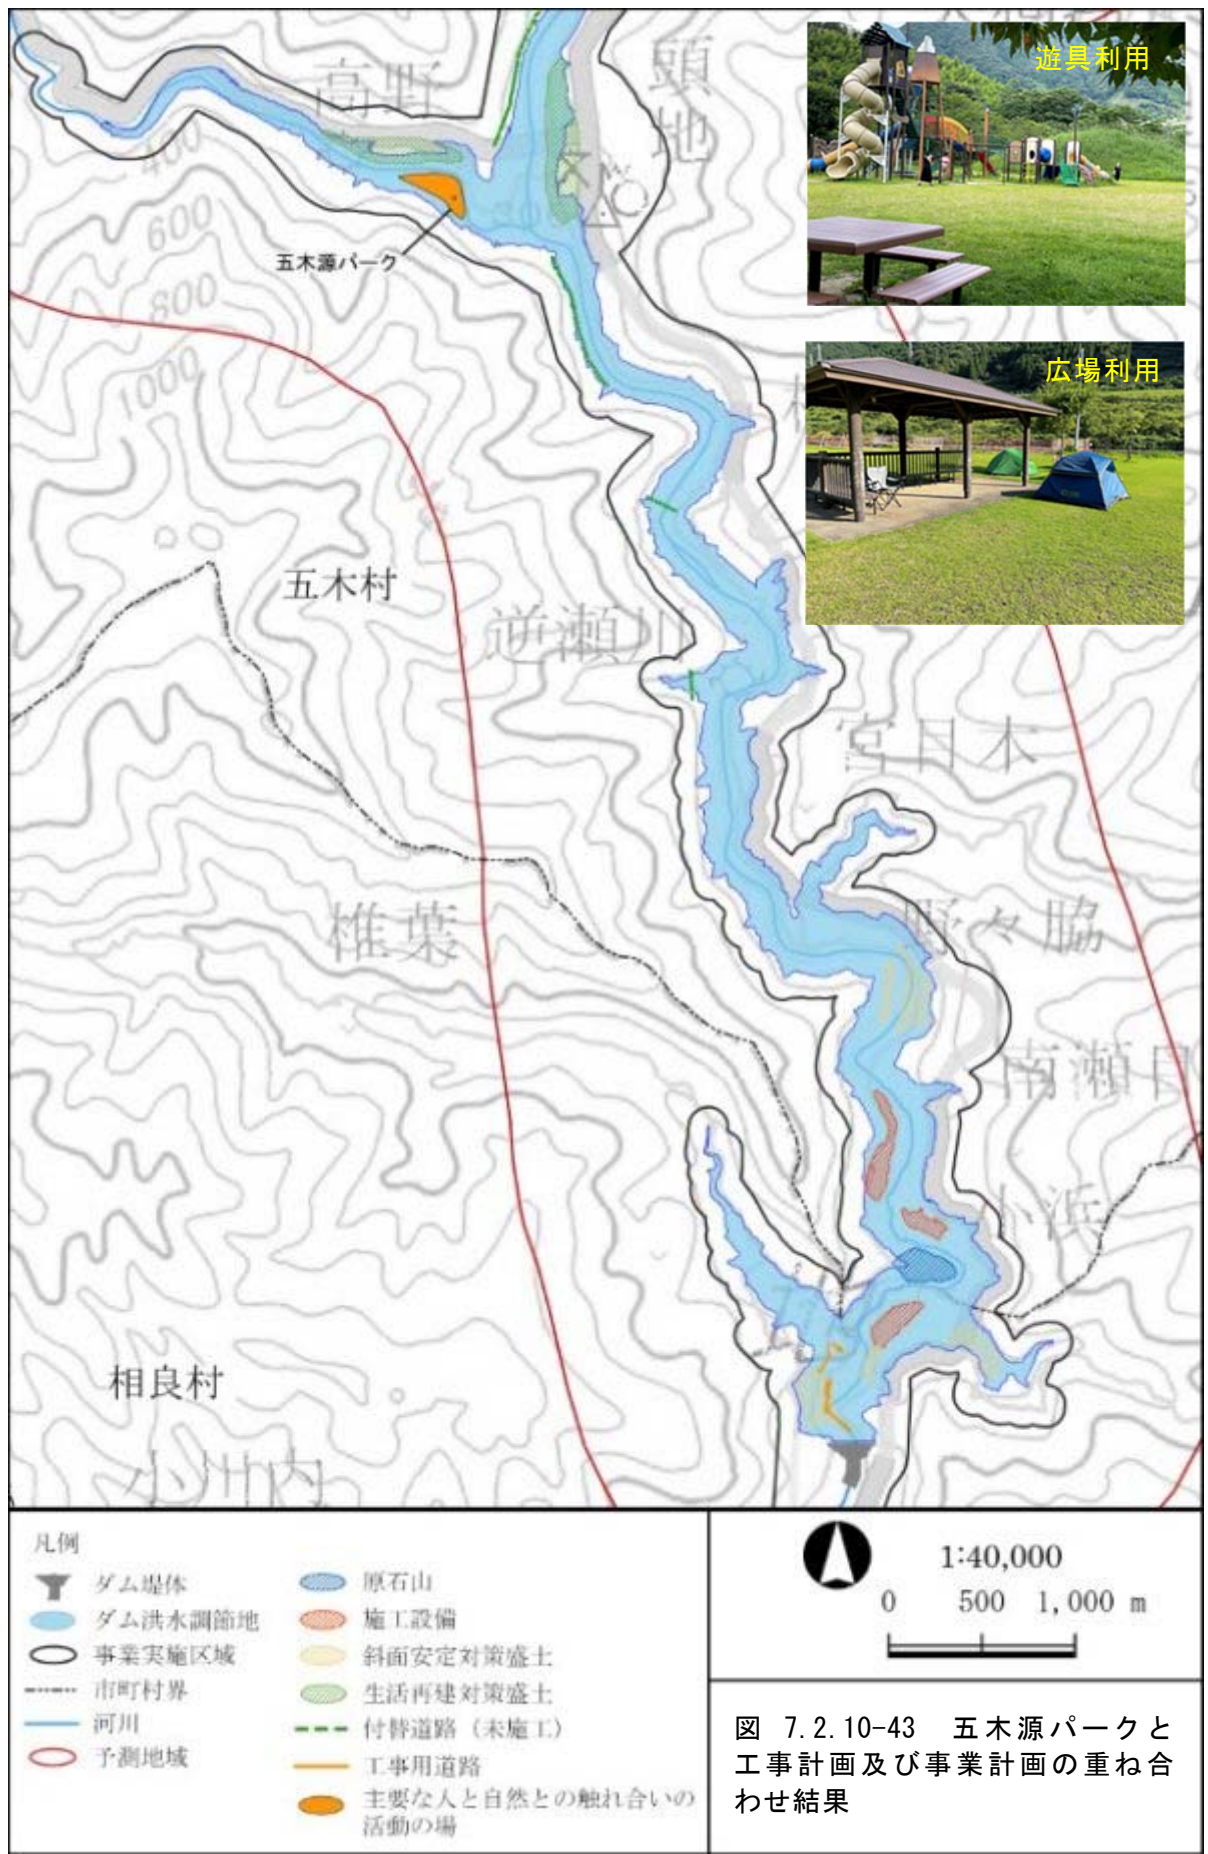 高野
頭地
遊具利用
400
600
五木源パーク
800
1000
広場利用
五木村
逆瀬川
宮目木
椎葉
野々脇
南瀬目
小浜
相良村
小川内
凡例
ダム堤体
ダム洪水調節地
事業実施区域
市町村界
河川
予測地域
原石山
施工設備
斜面安定対策盛土
生活再建対策盛土
付替道路（未施工）
工事用道路
主要な人と自然との触れ合いの
活動の場
1:40,000
0 500 1,000 m
図 7.2.10-43 五木源パークと
工事計画及び事業計画の重ね合
わせ結果